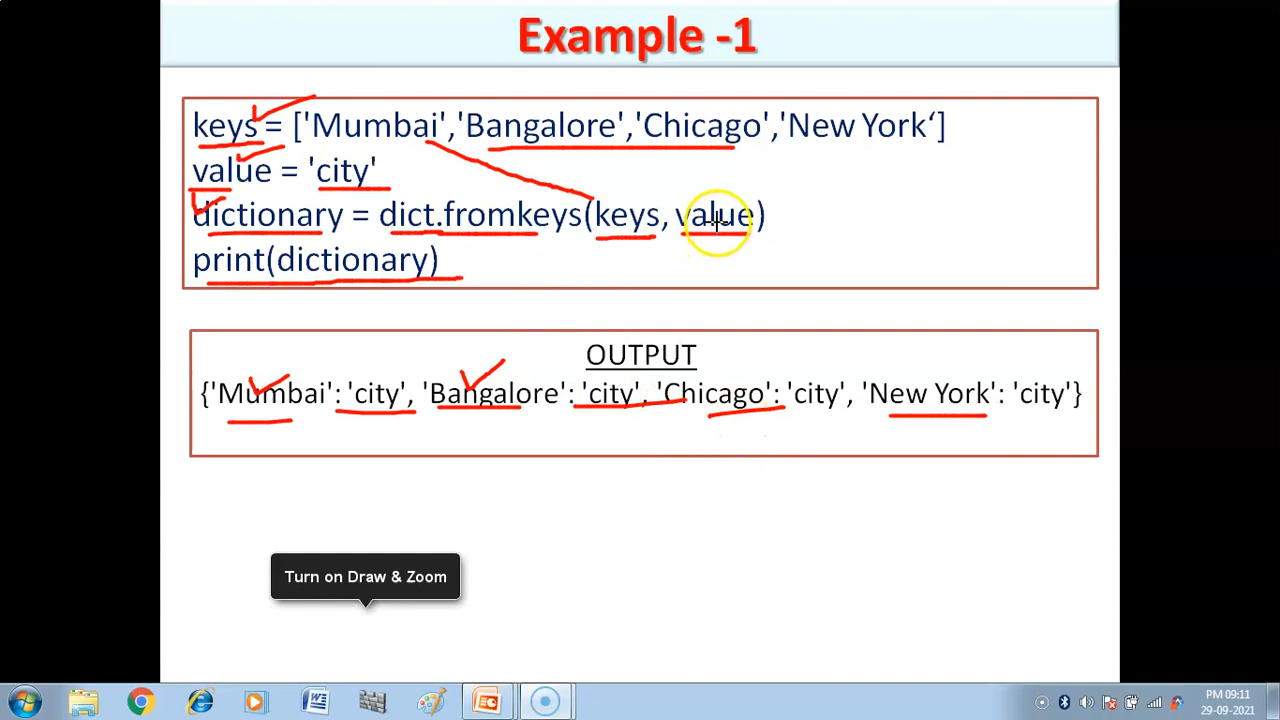 Example -1
keys = ['Mumbai','Bangalore','Chicago','New York‘]
value = 'city'
dictionary = dict.fromkeys(keys, value)
print(dictionary)
OUTPUT
{'Mumbai': 'city', 'Bangalore': 'city', 'Chicago': 'city', 'New York': 'city'}
Turn on Draw & Zoom
PM 09:11
29-09-2021